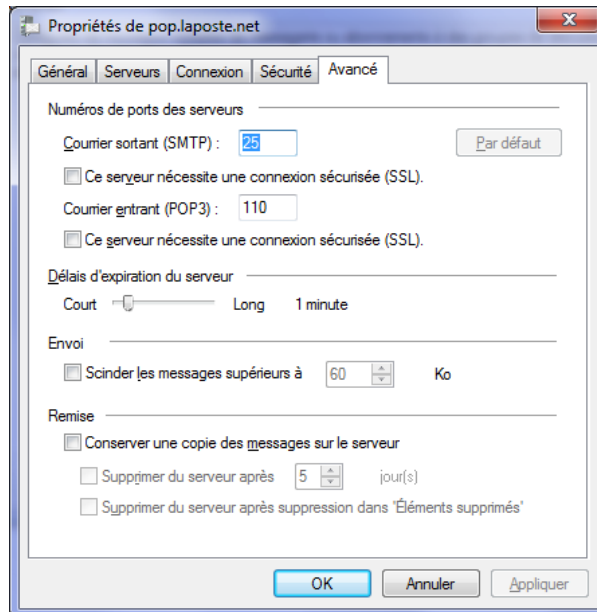 Propriétés de pop.laposte.net
Général Serveurs Connexion Sécurité Avancé
Numéros de ports des serveurs
Courrier sortant (SMTP) : 25 Par défaut
Ce serveur nécessite une connexion sécurisée (SSL).
Courrier entrant (POP3) : 110
Ce serveur nécessite une connexion sécurisée (SSL).
Délais d'expiration du serveur
Court Long 1 minute
Envoi
Scinder les messages supérieurs à 60 Ko
Remise
Conserver une copie des messages sur le serveur
Supprimer du serveur après 5 jour(s)
Supprimer du serveur après suppression dans "Éléments supprimés"
OK Annuler Appliquer